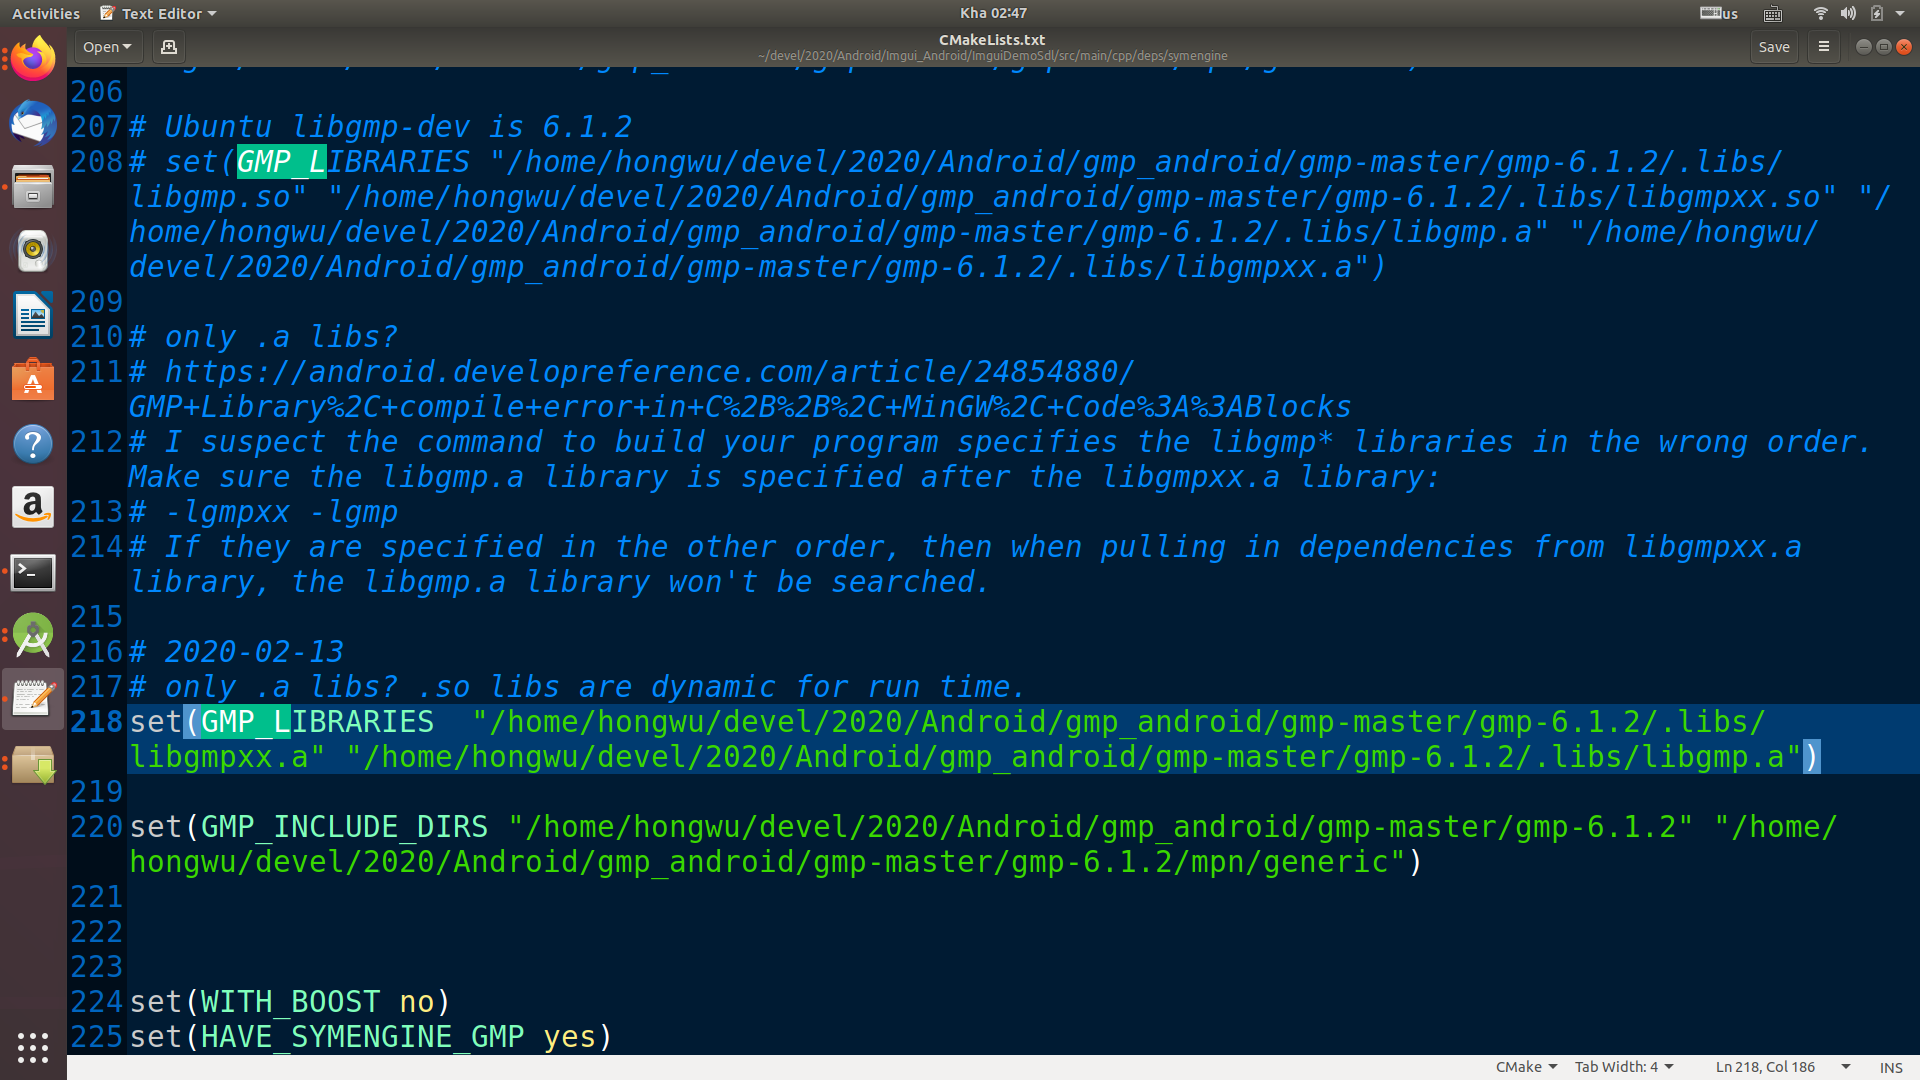 Activities Text Editor Kha 02:47 us
Open CMakeLists.txt Save
~/devel/2020/Android/Imgui_Android/ImguiDemoSdl/src/main/cpp/deps/symengine
206
207 # Ubuntu libgmp-dev is 6.1.2
208 # set(GMP_LIBRARIES "/home/hongwu/devel/2020/Android/gmp_android/gmp-master/gmp-6.1.2/.libs/
libgmp.so" "/home/hongwu/devel/2020/Android/gmp_android/gmp-master/gmp-6.1.2/.libs/libgmpxx.so" "/
home/hongwu/devel/2020/Android/gmp_android/gmp-master/gmp-6.1.2/.libs/libgmp.a" "/home/hongwu/
devel/2020/Android/gmp_android/gmp-master/gmp-6.1.2/.libs/libgmpxx.a")
209
210 # only .a libs?
211 # https://android.developreference.com/article/24854880/
GMP+Library%2C+compile+error+in+C%2B%2B%2C+MinGW%2C+Code%3A%3ABlocks
212 # I suspect the command to build your program specifies the libgmp* libraries in the wrong order.
Make sure the libgmp.a library is specified after the libgmpxx.a library:
213 # -lgmpxx -lgmp
214 # If they are specified in the other order, then when pulling in dependencies from libgmpxx.a
library, the libgmp.a library won't be searched.
215
216 # 2020-02-13
217 # only .a libs? .so libs are dynamic for run time.
218 set(GMP_LIBRARIES  "/home/hongwu/devel/2020/Android/gmp_android/gmp-master/gmp-6.1.2/.libs/
libgmpxx.a" "/home/hongwu/devel/2020/Android/gmp_android/gmp-master/gmp-6.1.2/.libs/libgmp.a")
219
220 set(GMP_INCLUDE_DIRS "/home/hongwu/devel/2020/Android/gmp_android/gmp-master/gmp-6.1.2" "/home/
hongwu/devel/2020/Android/gmp_android/gmp-master/gmp-6.1.2/mpn/generic")
221
222
223
224 set(WITH_BOOST no)
225 set(HAVE_SYMENGINE_GMP yes)
CMake Tab Width: 4 Ln 218, Col 186 INS